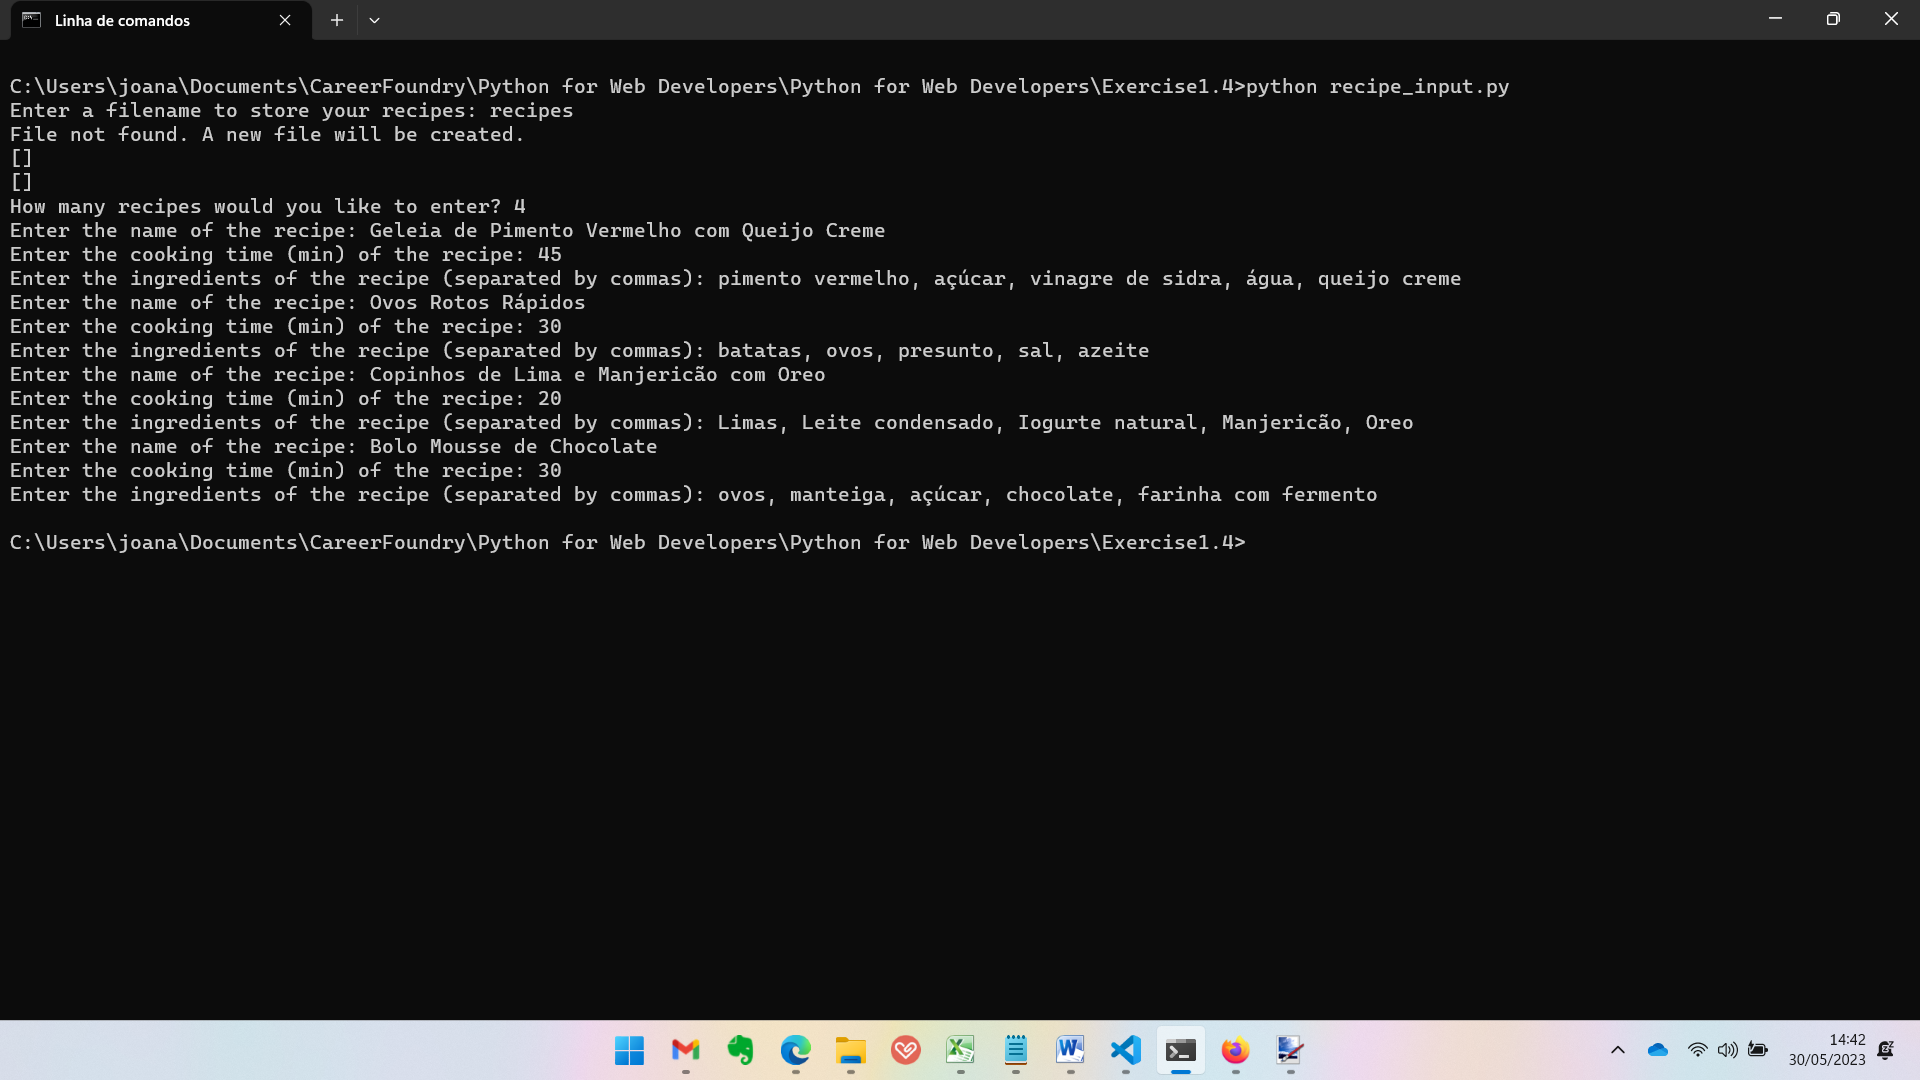 Linha de comandos
C:\Users\joana\Documents\CareerFoundry\Python for Web Developers\Python for Web Developers\Exercise1.4>python recipe_input.py
Enter a filename to store your recipes: recipes
File not found. A new file will be created.
[]
[]
How many recipes would you like to enter? 4
Enter the name of the recipe: Geleia de Pimento Vermelho com Queijo Creme
Enter the cooking time (min) of the recipe: 45
Enter the ingredients of the recipe (separated by commas): pimento vermelho, açúcar, vinagre de sidra, água, queijo creme
Enter the name of the recipe: Ovos Rotos Rápidos
Enter the cooking time (min) of the recipe: 30
Enter the ingredients of the recipe (separated by commas): batatas, ovos, presunto, sal, azeite
Enter the name of the recipe: Copinhos de Lima e Manjericão com Oreo
Enter the cooking time (min) of the recipe: 20
Enter the ingredients of the recipe (separated by commas): Limas, Leite condensado, Iogurte natural, Manjericão, Oreo
Enter the name of the recipe: Bolo Mousse de Chocolate
Enter the cooking time (min) of the recipe: 30
Enter the ingredients of the recipe (separated by commas): ovos, manteiga, açúcar, chocolate, farinha com fermento
C:\Users\joana\Documents\CareerFoundry\Python for Web Developers\Python for Web Developers\Exercise1.4>
14:42
30/05/2023